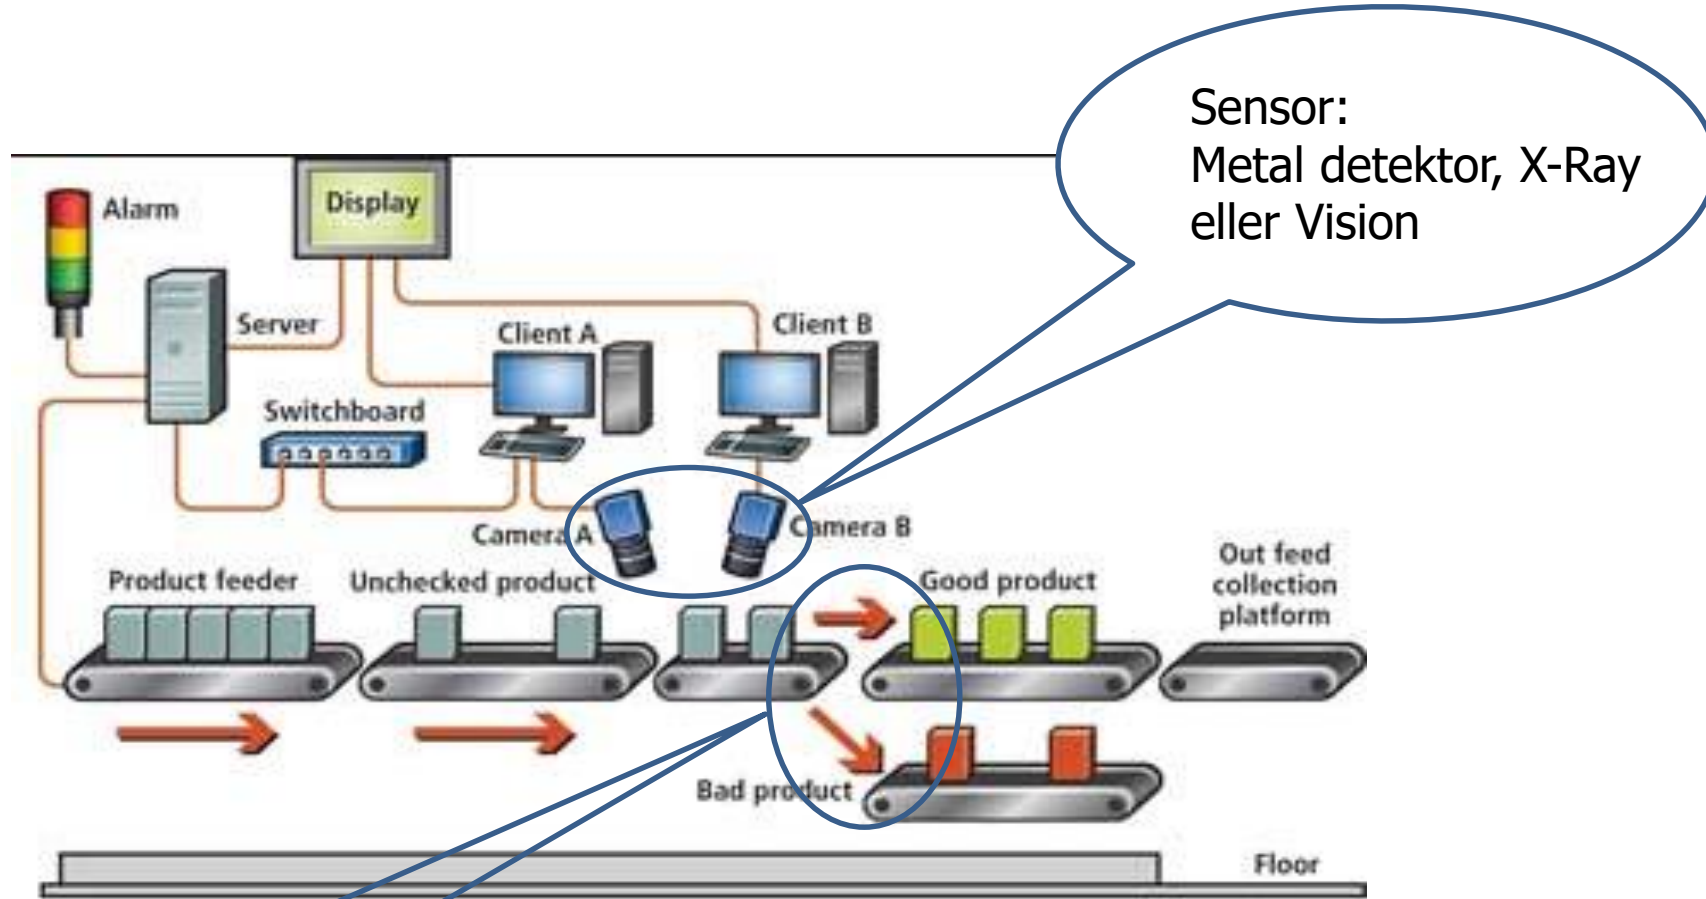 Sensor:
Metal detektor, X-Ray
eller Vision
Alarm
Display
Server
Client A
Client B
Switchboard
Camera A
Camera B
Product feeder
Unchecked product
Good product
Out feed
collection
platform
Bad product
Floor